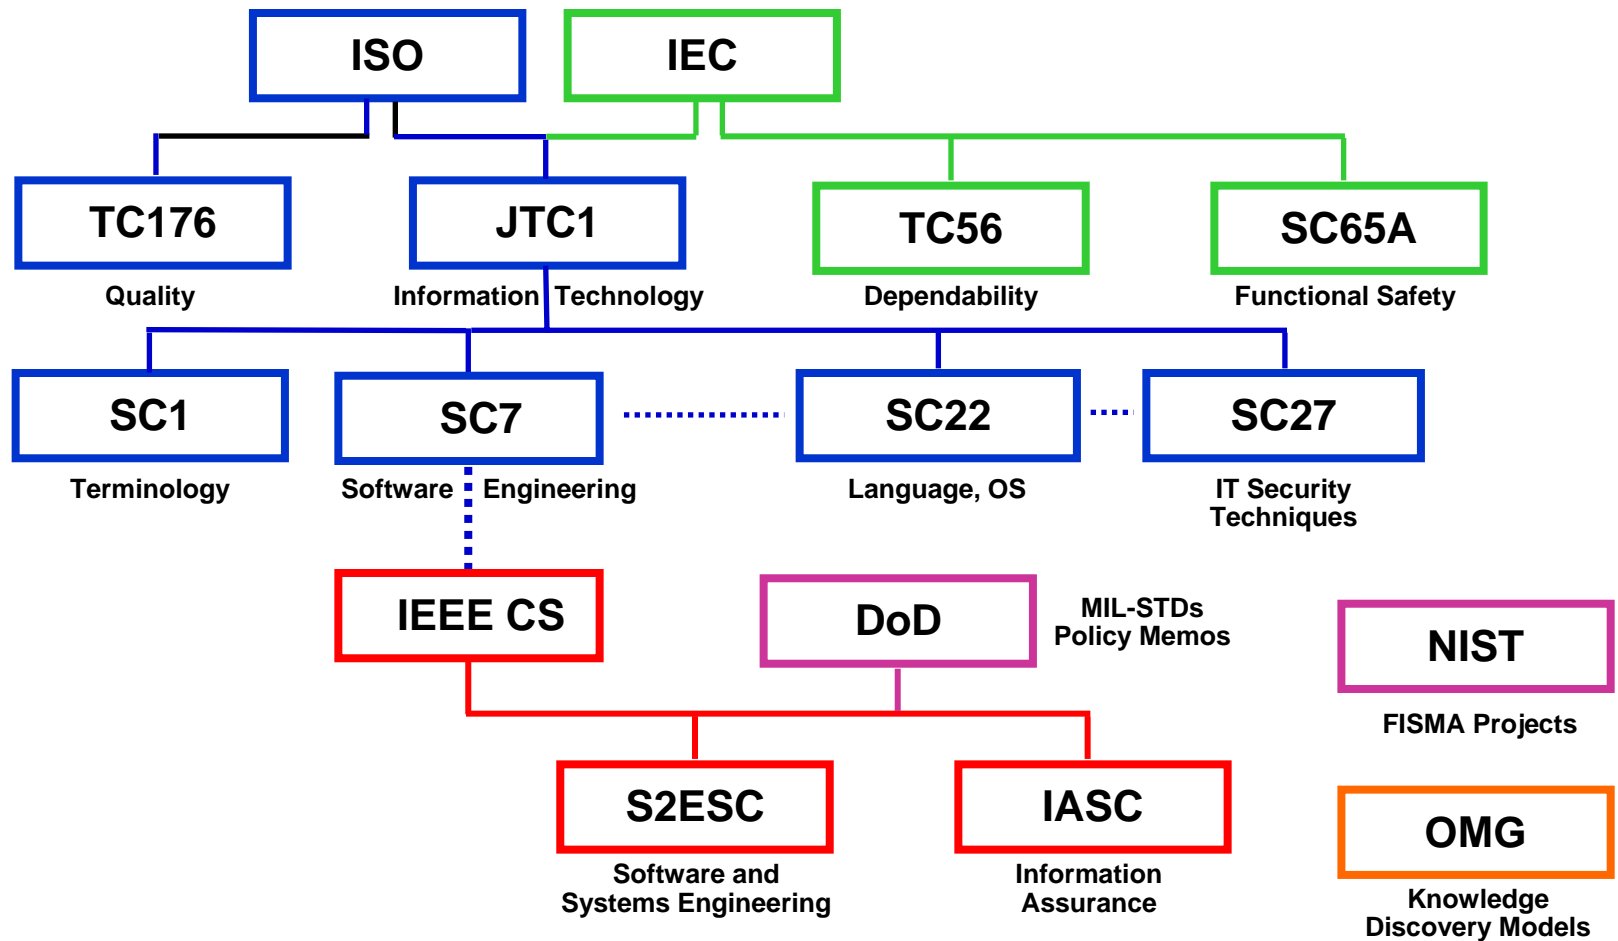 ISO
IEC
TC176
JTC1
TC56
SC65A
Quality
Information Technology
Dependability
Functional Safety
SC1
SC7
SC22
SC27
Terminology
Software Engineering
Language, OS
IT Security
Techniques
IEEE CS
DoD
MIL-STDs
Policy Memos
NIST
FISMA Projects
S2ESC
IASC
OMG
Software and
Systems Engineering
Information
Assurance
Knowledge
Discovery Models